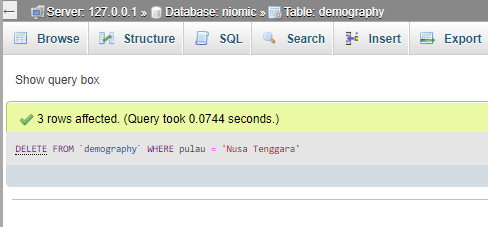 Server: 127.0.0.1 » Database: niomic » Table: demography
Browse Structure SQL Search Insert Export
Show query box
3 rows affected. (Query took 0.0744 seconds.)
DELETE FROM `demography` WHERE pulau = 'Nusa Tenggara'